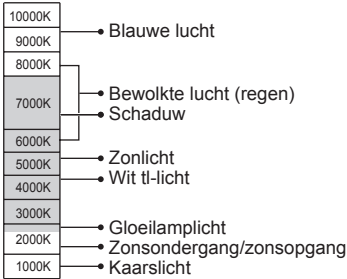 10000K
Blauwe lucht
9000K
8000K
Bewolkte lucht (regen)
7000K
Schaduw
6000K
Zonlicht
5000K
Wit tl-licht
4000K
3000K
Gloeilamplicht
2000K
Zonsondergang/zonsopgang
1000K
Kaarslicht